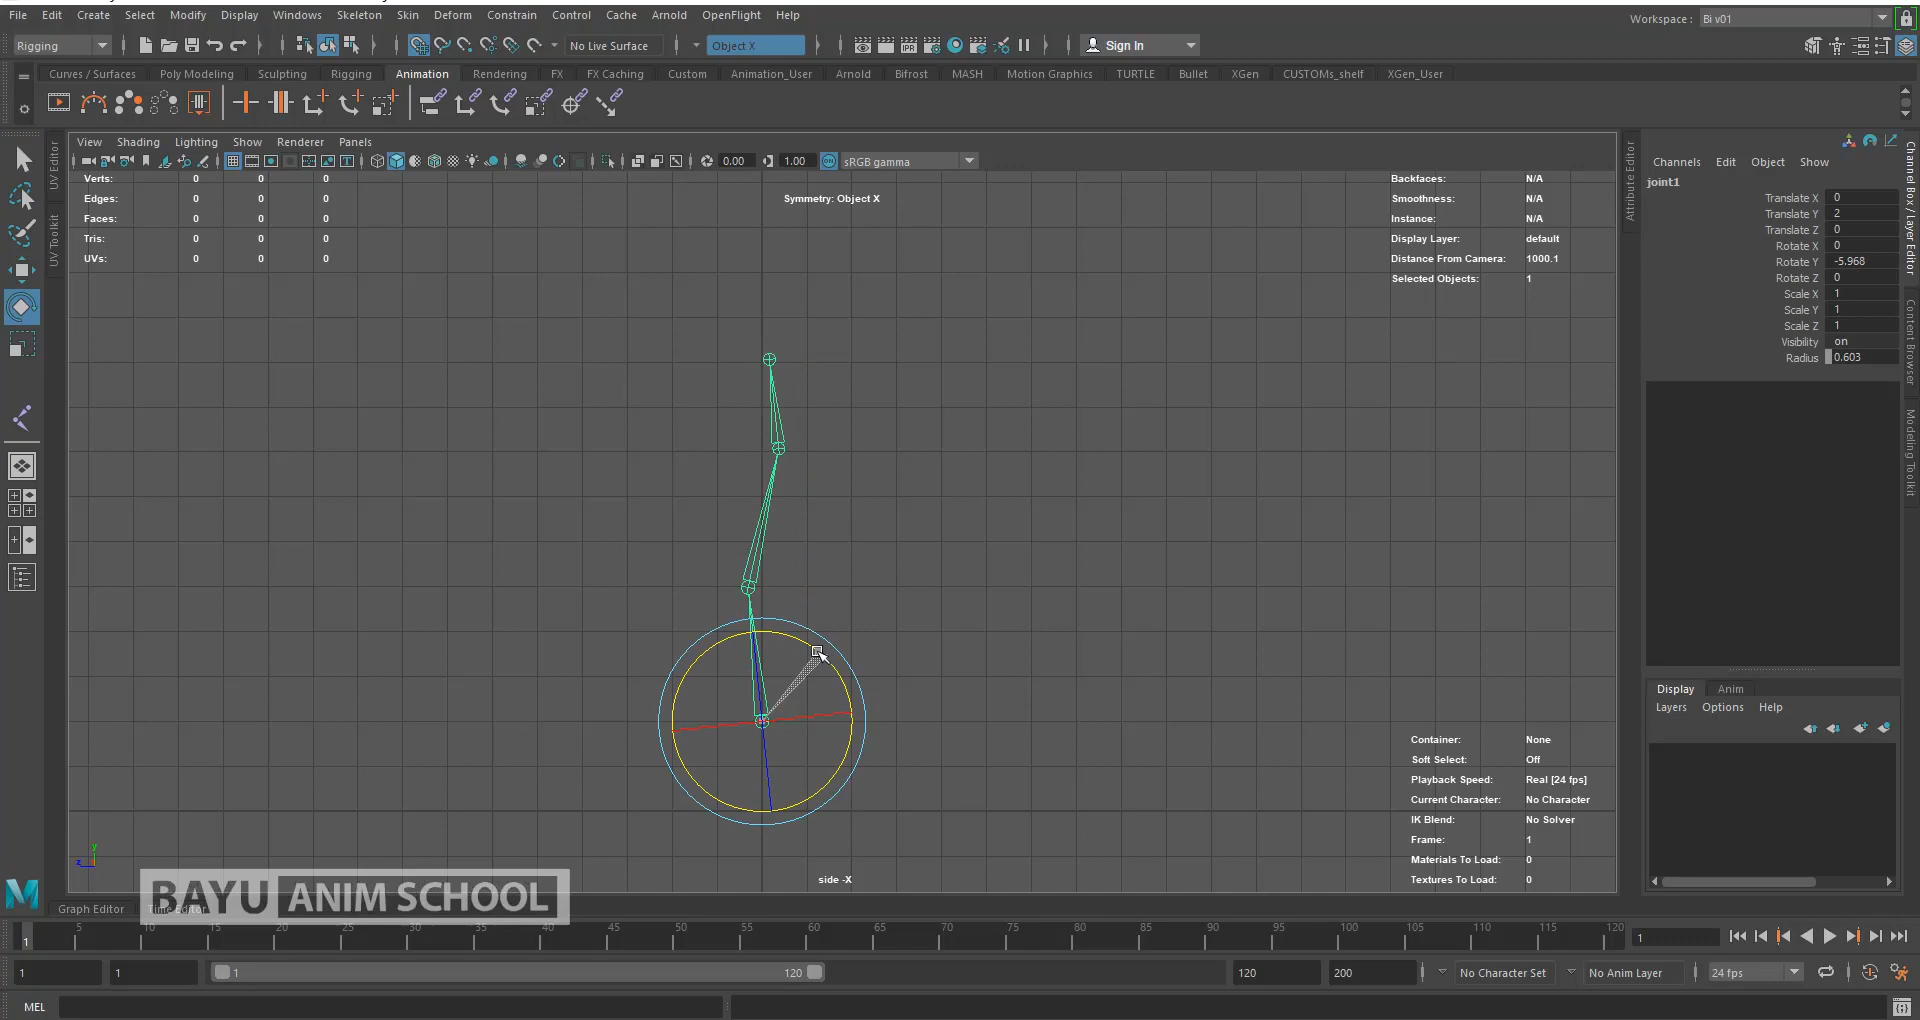 File Edit Create Select Modify Display Windows Skeleton Skin Deform Constrain Control Cache Arnold OpenFlight Help
Workspace : Bi v01
Rigging
No Live Surface
Object X
IPR
Sign In
Curves / Surfaces Poly Modeling Sculpting Rigging Animation Rendering FX FX Caching Custom Animation_User Arnold Bifrost MASH Motion Graphics TURTLE Bullet XGen CUSTOMs_shelf XGen_User
UV Editor
UV Toolkit
View Shading Lighting Show Renderer Panels
0.00 1.00 sRGB gamma
Verts: 0 0 0
Edges: 0 0 0
Faces: 0 0 0
Tris: 0 0 0
UVs: 0 0 0
Symmetry: Object X
Backfaces: N/A
Smoothness: N/A
Instance: N/A
Display Layer: default
Distance From Camera: 1000.1
Selected Objects: 1
Attribute Editor
Channels Edit Object Show
joint1
Translate X 0
Translate Y 2
Translate Z 0
Rotate X 0
Rotate Y -5.968
Rotate Z 0
Scale X 1
Scale Y 1
Scale Z 1
Visibility on
Radius 0.603
Channel Box / Layer Editor
Content Browser
Modeling Toolkit
Display Anim
Layers Options Help
Container: None
Soft Select: Off
Playback Speed: Real [24 fps]
Current Character: No Character
IK Blend: No Solver
Frame: 1
Materials To Load: 0
Textures To Load: 0
y
z
side -X
BAYU ANIM SCHOOL
Graph Editor Time Editor
1 5 10 15 20 25 30 35 40 45 50 55 60 65 70 75 80 85 90 95 100 105 110 115 120
1
1 1 1 120 120 200 No Character Set No Anim Layer 24 fps
MEL